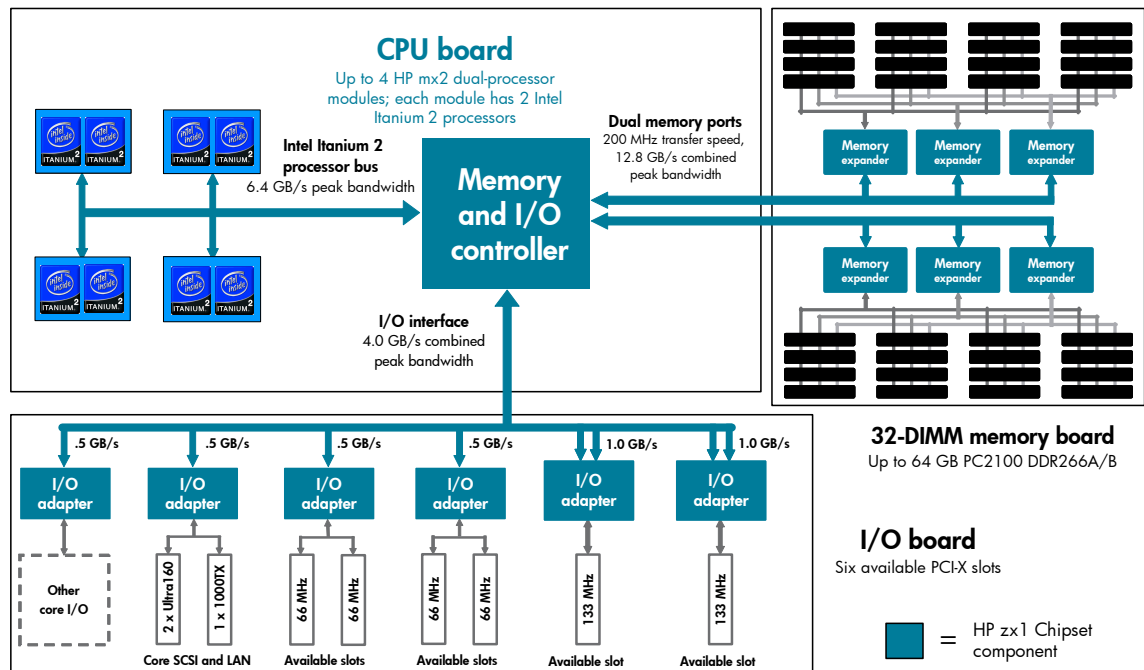 CPU board
Up to 4 HP mx2 dual-processor
modules; each module has 2 Intel
Itanium 2 processors
intel inside
ITANIUM 2
intel inside
ITANIUM 2
intel inside
ITANIUM 2
intel inside
ITANIUM 2
Intel Itanium 2
processor bus
6.4 GB/s peak bandwidth
Memory
and I/O
controller
Dual memory ports
200 MHz transfer speed,
12.8 GB/s combined
peak bandwidth
Memory
expander
Memory
expander
Memory
expander
intel inside
ITANIUM 2
intel inside
ITANIUM 2
intel inside
ITANIUM 2
intel inside
ITANIUM 2
Memory
expander
Memory
expander
Memory
expander
I/O interface
4.0 GB/s combined
peak bandwidth
32-DIMM memory board
Up to 64 GB PC2100 DDR266A/B
.5 GB/s
.5 GB/s
.5 GB/s
.5 GB/s
1.0 GB/s
1.0 GB/s
I/O
adapter
I/O
adapter
I/O
adapter
I/O
adapter
I/O
adapter
I/O
adapter
Other
core I/O
2 x Ultra160
1 x 1000TX
66 MHz
66 MHz
66 MHz
66 MHz
133 MHz
133 MHz
Core SCSI and LAN
Available slots
Available slots
Available slot
Available slot
I/O board
Six available PCI-X slots
= HP zx1 Chipset
component